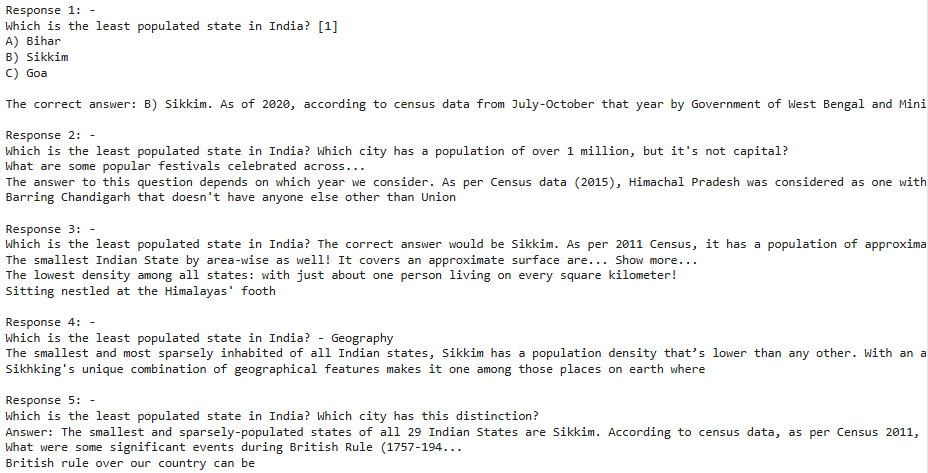 Response 1: -
Which is the least populated state in India? [1]
A) Bihar
B) Sikkim
C) Goa
The correct answer: B) Sikkim. As of 2020, according to census data from July-October that year by Government of West Bengal and Mini
Response 2: -
Which is the least populated state in India? Which city has a population of over 1 million, but it's not capital?
What are some popular festivals celebrated across...
The answer to this question depends on which year we consider. As per Census data (2015), Himachal Pradesh was considered as one with
Barring Chandigarh that doesn't have anyone else other than Union
Response 3: -
Which is the least populated state in India? The correct answer would be Sikkim. As per 2011 Census, it has a population of approxima
The smallest Indian State by area-wise as well! It covers an approximate surface are... Show more...
The lowest density among all states: with just about one person living on every square kilometer!
Sitting nestled at the Himalayas' footh
Response 4: -
Which is the least populated state in India? - Geography
The smallest and most sparsely inhabited of all Indian states, Sikkim has a population density that’s lower than any other. With an a
Sikhking's unique combination of geographical features makes it one among those places on earth where
Response 5: -
Which is the least populated state in India? Which city has this distinction?
Answer: The smallest and sparsely-populated states of all 29 Indian States are Sikkim. According to census data, as per Census 2011,
What were some significant events during British Rule (1757-194...
British rule over our country can be